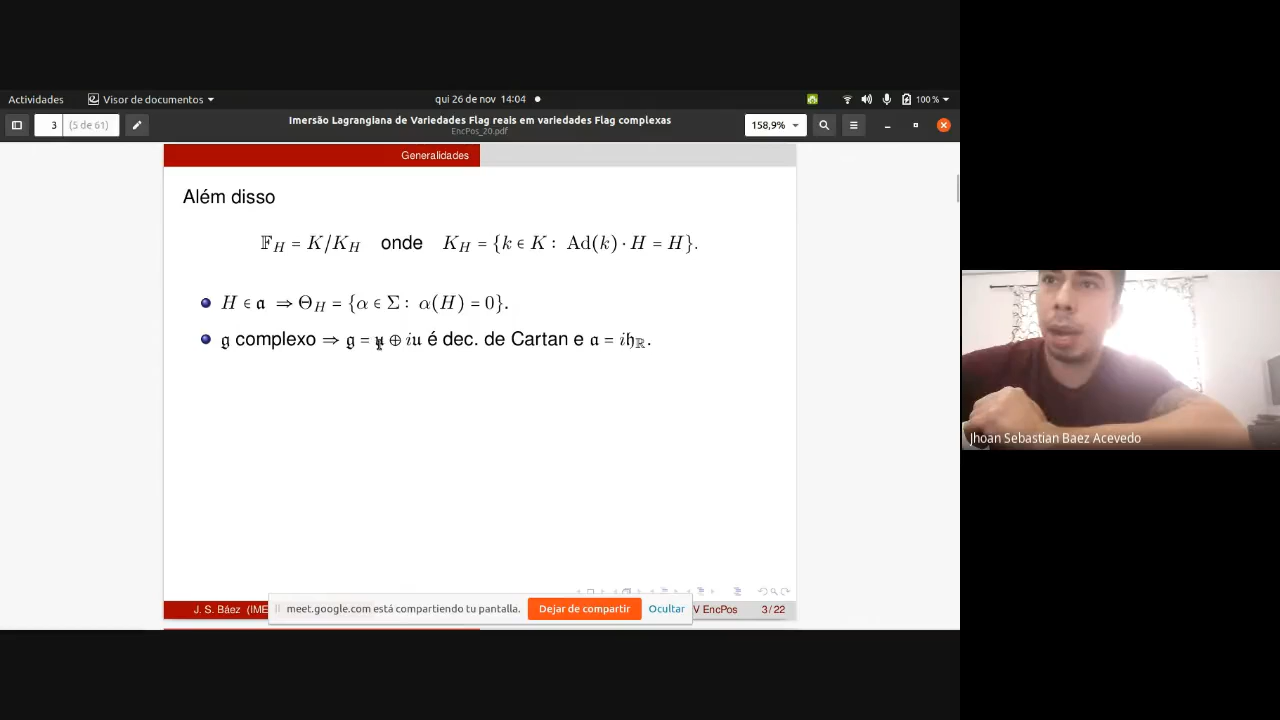 Actividades Visor de documentos qui 26 de nov 14:04 100 %
3 (5 de 61) Imersão Lagrangiana de Variedades Flag reais em variedades Flag complexas 158,9%
EncPos_20.pdf
Generalidades
Além disso
𝔽_H = K/K_H onde K_H = {k ∈ K : Ad(k) · H = H}.
H ∈ 𝔞 ⇒ Θ_H = {α ∈ Σ : α(H) = 0}.
𝔤 complexo ⇒ 𝔤 = 𝔲 ⊕ i𝔲 é dec. de Cartan e 𝔞 = i𝔥_ℝ.
Jhoan Sebastian Baez Acevedo
J. S. Báez (IME meet.google.com está compartiendo tu pantalla. Dejar de compartir Ocultar V EncPos 3 / 22